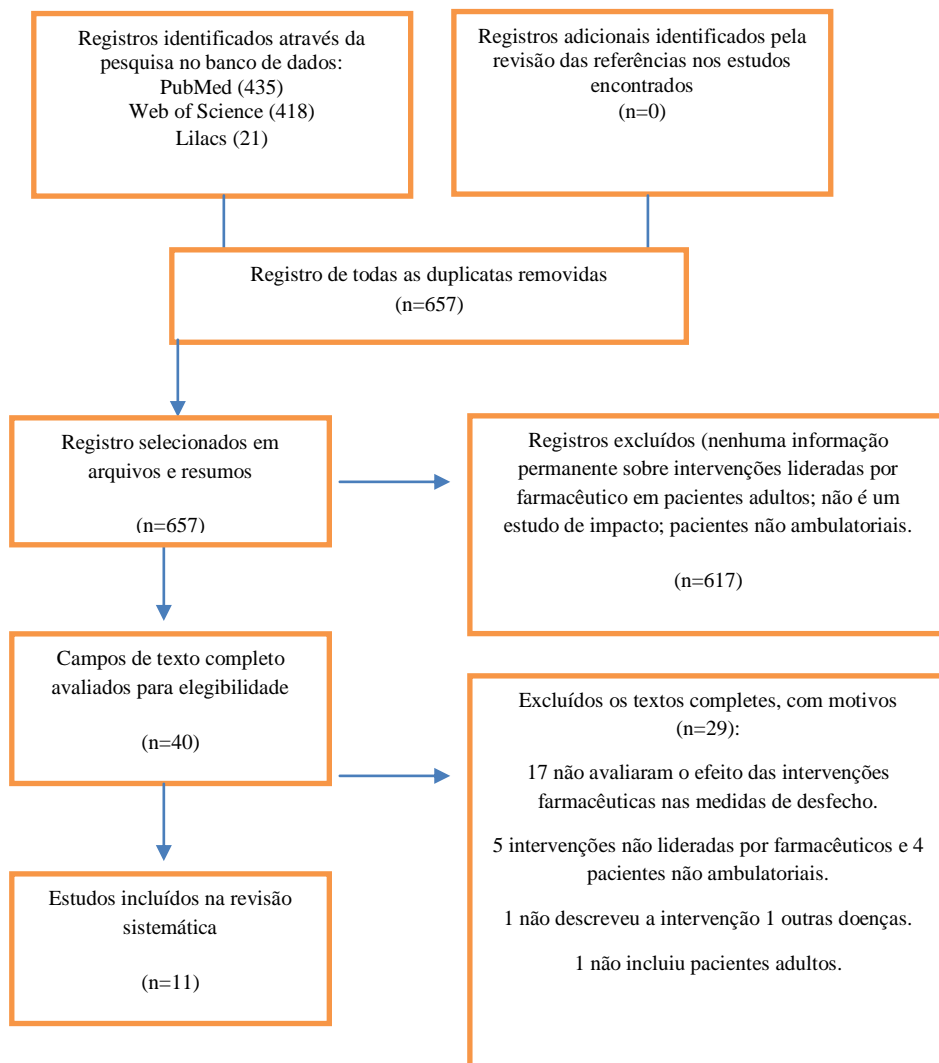 Registros identificados através da
pesquisa no banco de dados:
PubMed (435)
Web of Science (418)
Lilacs (21)
Registros adicionais identificados pela
revisão das referências nos estudos
encontrados
(n=0)
Registro de todas as duplicatas removidas
(n=657)
Registro selecionados em
arquivos e resumos
(n=657)
Registros excluídos (nenhuma informação
permanente sobre intervenções lideradas por
farmacêutico em pacientes adultos; não é um
estudo de impacto; pacientes não ambulatoriais.
(n=617)
Campos de texto completo
avaliados para elegibilidade
(n=40)
Excluídos os textos completes, com motivos
(n=29):
17 não avaliaram o efeito das intervenções
farmacêuticas nas medidas de desfecho.
5 intervenções não lideradas por farmacêuticos e 4
pacientes não ambulatoriais.
1 não descreveu a intervenção 1 outras doenças.
1 não incluiu pacientes adultos.
Estudos incluídos na revisão
sistemática
(n=11)